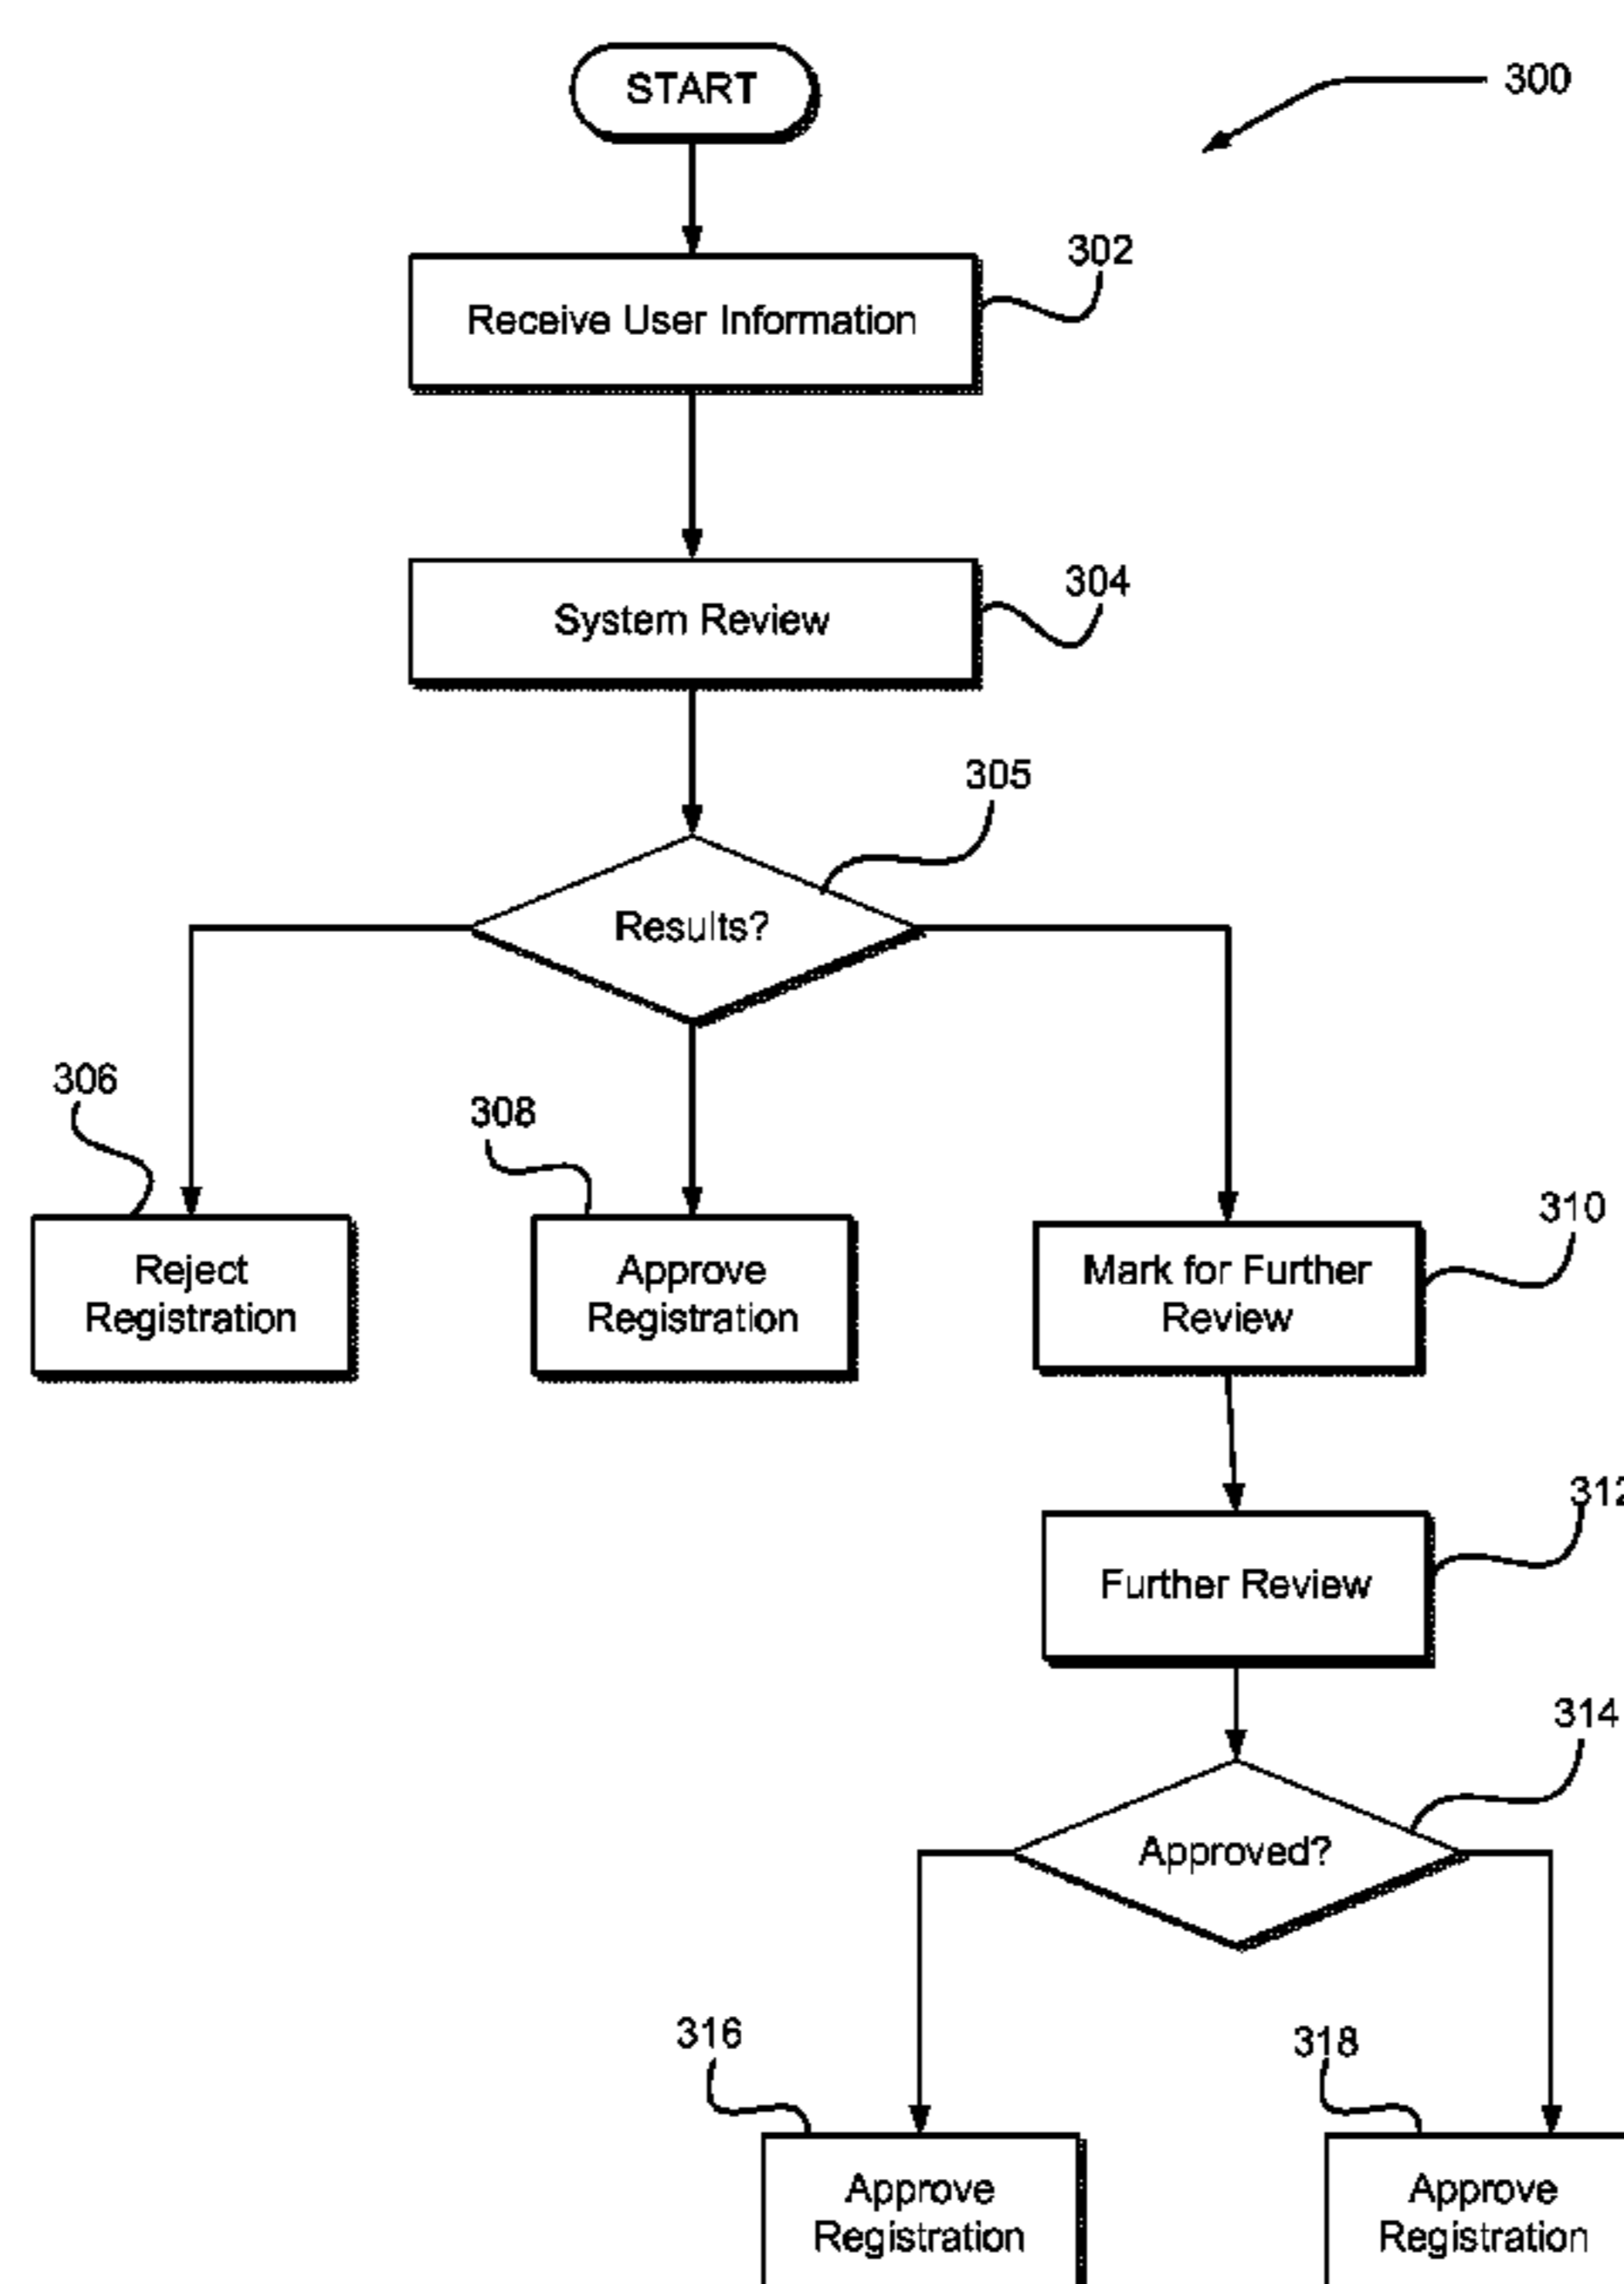 START
300
302
Receive User Information
304
System Review
305
Results?
306
308
310
Reject
Registration
Approve
Registration
Mark for Further
Review
312
Further Review
314
Approved?
316
318
Approve
Registration
Approve
Registration